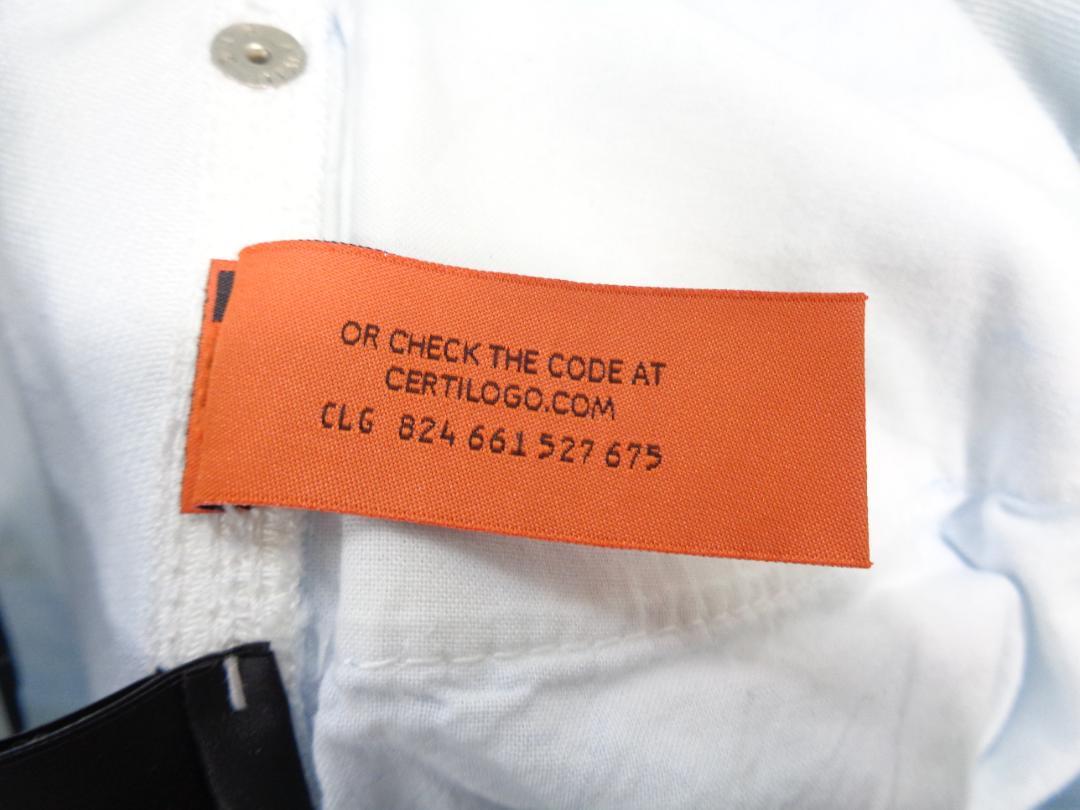 OR CHECK THE CODE AT
CERTILOGO.COM
CLG 824 661 527 675